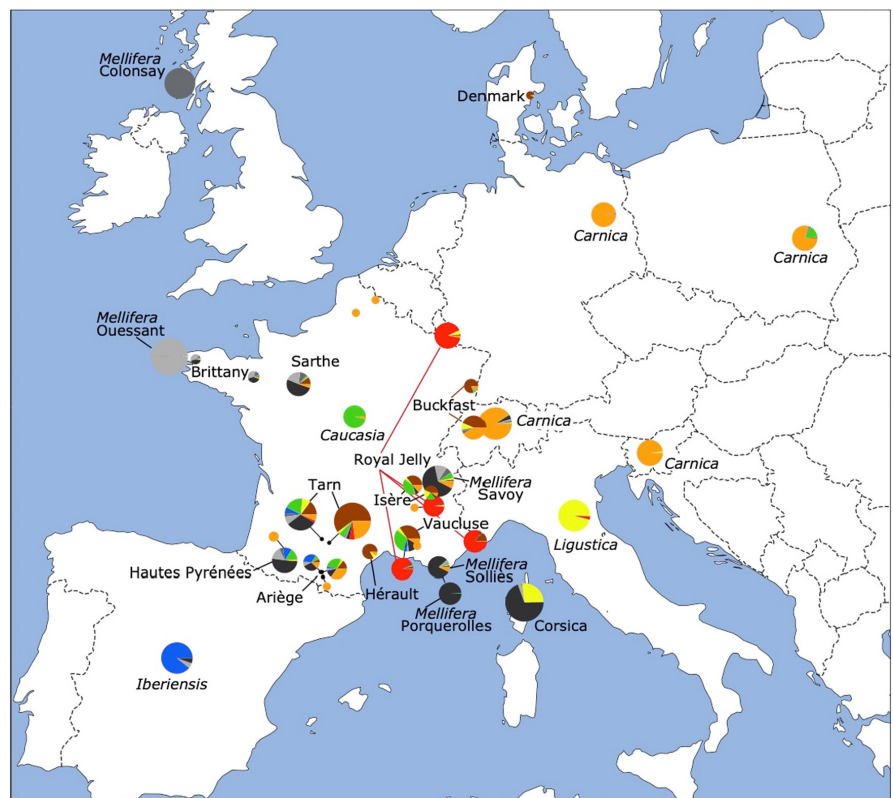 Mellifera
Colonsay
Denmark
Carnica
Carnica
Mellifera
Ouessant
Brittany
Sarthe
Buckfast
Caucasia
Carnica
Royal Jelly
Carnica
Tarn
Isère
Mellifera
Savoy
Vaucluse
Ligustica
Hautes Pyrénées
Ariège
Hérault
Mellifera
Solliès
Mellifera
Porquerolles
Corsica
Iberiensis